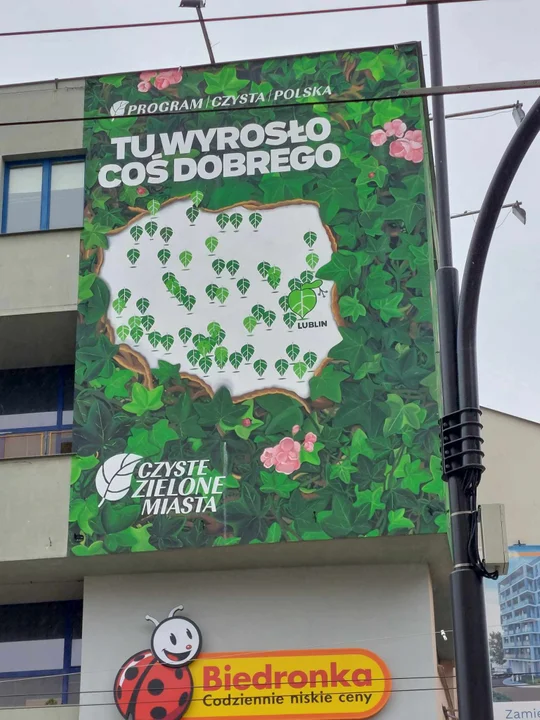 PROGRAM CZYSTA POLSKA
TU WYROSŁO
COŚ DOBREGO
LUBLIN
CZYSTE
ZIELONE
MIASTA
Biedronka
Codziennie niskie ceny